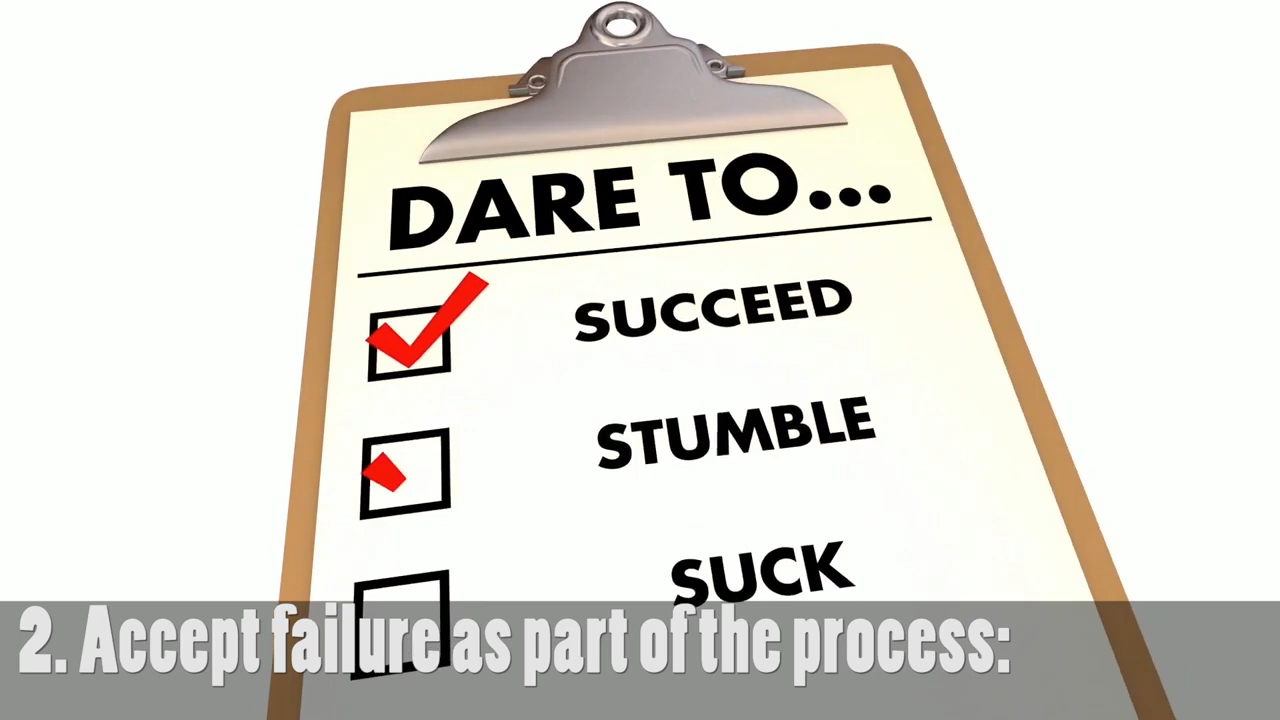 DARE TO...
SUCCEED
STUMBLE
SUCK
2. Accept failure as part of the process: